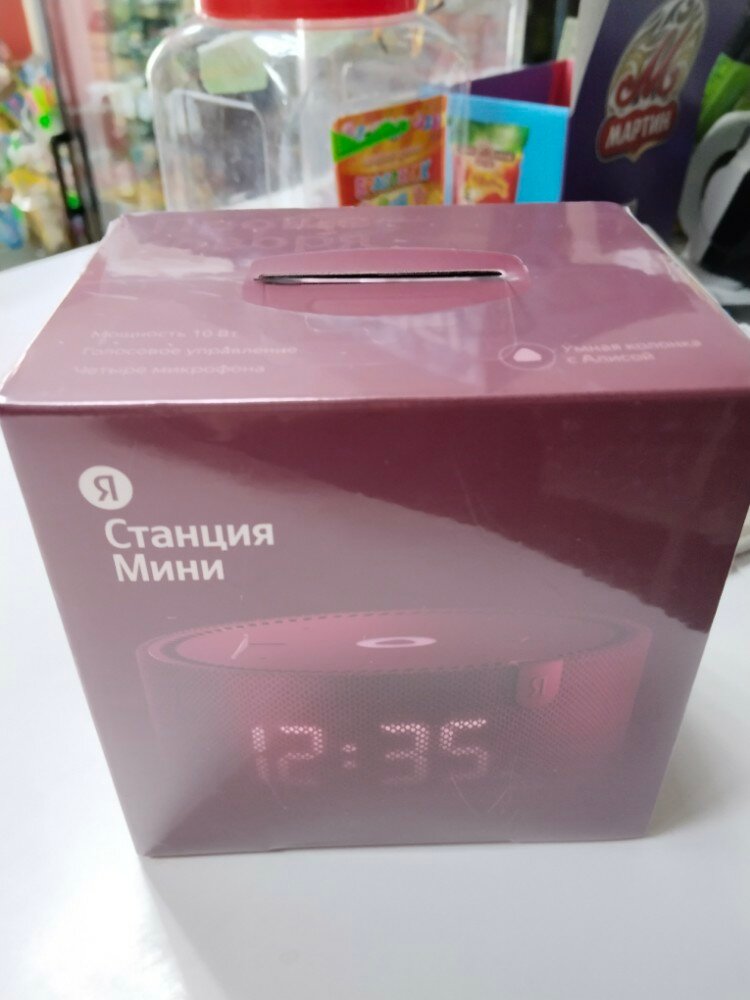 М
МАРТИН
Мощность 10 Вт
Голосовое управление
Четыре микрофона
Умная колонка
с Алисой
Я
Станция
Мини
Я
12:35